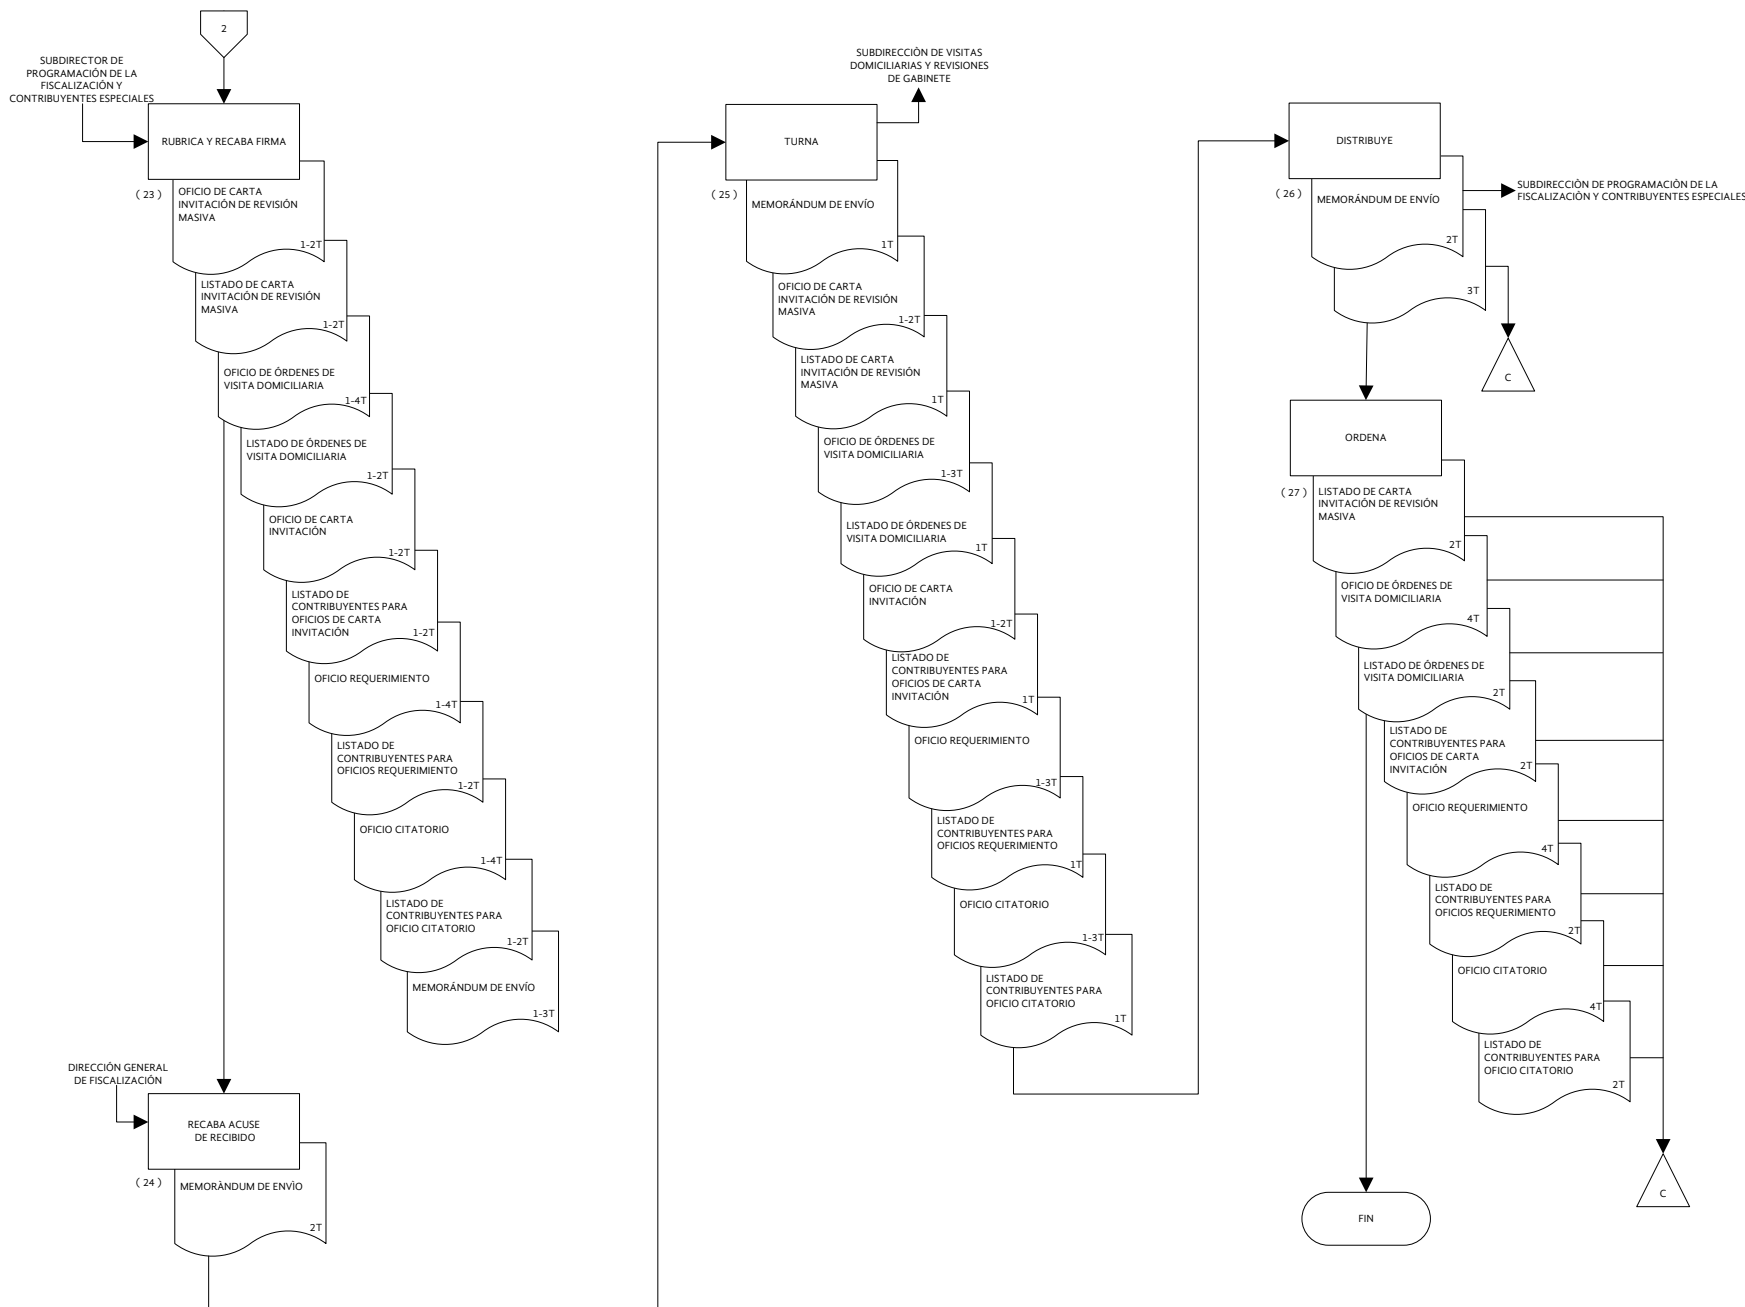 2
SUBDIRECTOR DE
PROGRAMACIÓN DE LA
FISCALIZACIÓN Y
CONTRIBUYENTES ESPECIALES
RUBRICA Y RECABA FIRMA
( 23 )
OFICIO DE CARTA
INVITACIÓN DE REVISIÓN
MASIVA
1-2T
LISTADO DE CARTA
INVITACIÓN DE REVISIÓN
MASIVA
1-2T
OFICIO DE ÓRDENES DE
VISITA DOMICILIARIA
1-4T
LISTADO DE ÓRDENES DE
VISITA DOMICILIARIA
1-2T
OFICIO DE CARTA
INVITACIÓN
1-2T
LISTADO DE
CONTRIBUYENTES PARA
OFICIOS DE CARTA
INVITACIÓN
1-2T
OFICIO REQUERIMIENTO
1-4T
LISTADO DE
CONTRIBUYENTES PARA
OFICIOS REQUERIMIENTO
1-2T
OFICIO CITATORIO
1-4T
LISTADO DE
CONTRIBUYENTES PARA
OFICIO CITATORIO
1-2T
MEMORÁNDUM DE ENVÍO
1-3T
DIRECCIÓN GENERAL
DE FISCALIZACIÓN
RECABA ACUSE
DE RECIBIDO
( 24 )
MEMORÀNDUM DE ENVÌO
2T
SUBDIRECCIÓN DE VISITAS
DOMICILIARIAS Y REVISIONES
DE GABINETE
TURNA
( 25 )
MEMORÁNDUM DE ENVÍO
1T
OFICIO DE CARTA
INVITACIÓN DE REVISIÓN
MASIVA
1-2T
LISTADO DE CARTA
INVITACIÓN DE REVISIÓN
MASIVA
1T
OFICIO DE ÓRDENES DE
VISITA DOMICILIARIA
1-3T
LISTADO DE ÓRDENES DE
VISITA DOMICILIARIA
1T
OFICIO DE CARTA
INVITACIÓN
1-2T
LISTADO DE
CONTRIBUYENTES PARA
OFICIOS DE CARTA
INVITACIÓN
1T
OFICIO REQUERIMIENTO
1-3T
LISTADO DE
CONTRIBUYENTES PARA
OFICIOS REQUERIMIENTO
1T
OFICIO CITATORIO
1-3T
LISTADO DE
CONTRIBUYENTES PARA
OFICIO CITATORIO
1T
DISTRIBUYE
( 26 )
MEMORÁNDUM DE ENVÍO
2T
3T
SUBDIRECCIÓN DE PROGRAMACIÓN DE LA
FISCALIZACIÓN Y CONTRIBUYENTES ESPECIALES
C
ORDENA
( 27 )
LISTADO DE CARTA
INVITACIÓN DE REVISIÓN
MASIVA
2T
OFICIO DE ÓRDENES DE
VISITA DOMICILIARIA
4T
LISTADO DE ÓRDENES DE
VISITA DOMICILIARIA
2T
LISTADO DE
CONTRIBUYENTES PARA
OFICIOS DE CARTA
INVITACIÓN
2T
OFICIO REQUERIMIENTO
4T
LISTADO DE
CONTRIBUYENTES PARA
OFICIOS REQUERIMIENTO
2T
OFICIO CITATORIO
4T
LISTADO DE
CONTRIBUYENTES PARA
OFICIO CITATORIO
2T
C
FIN